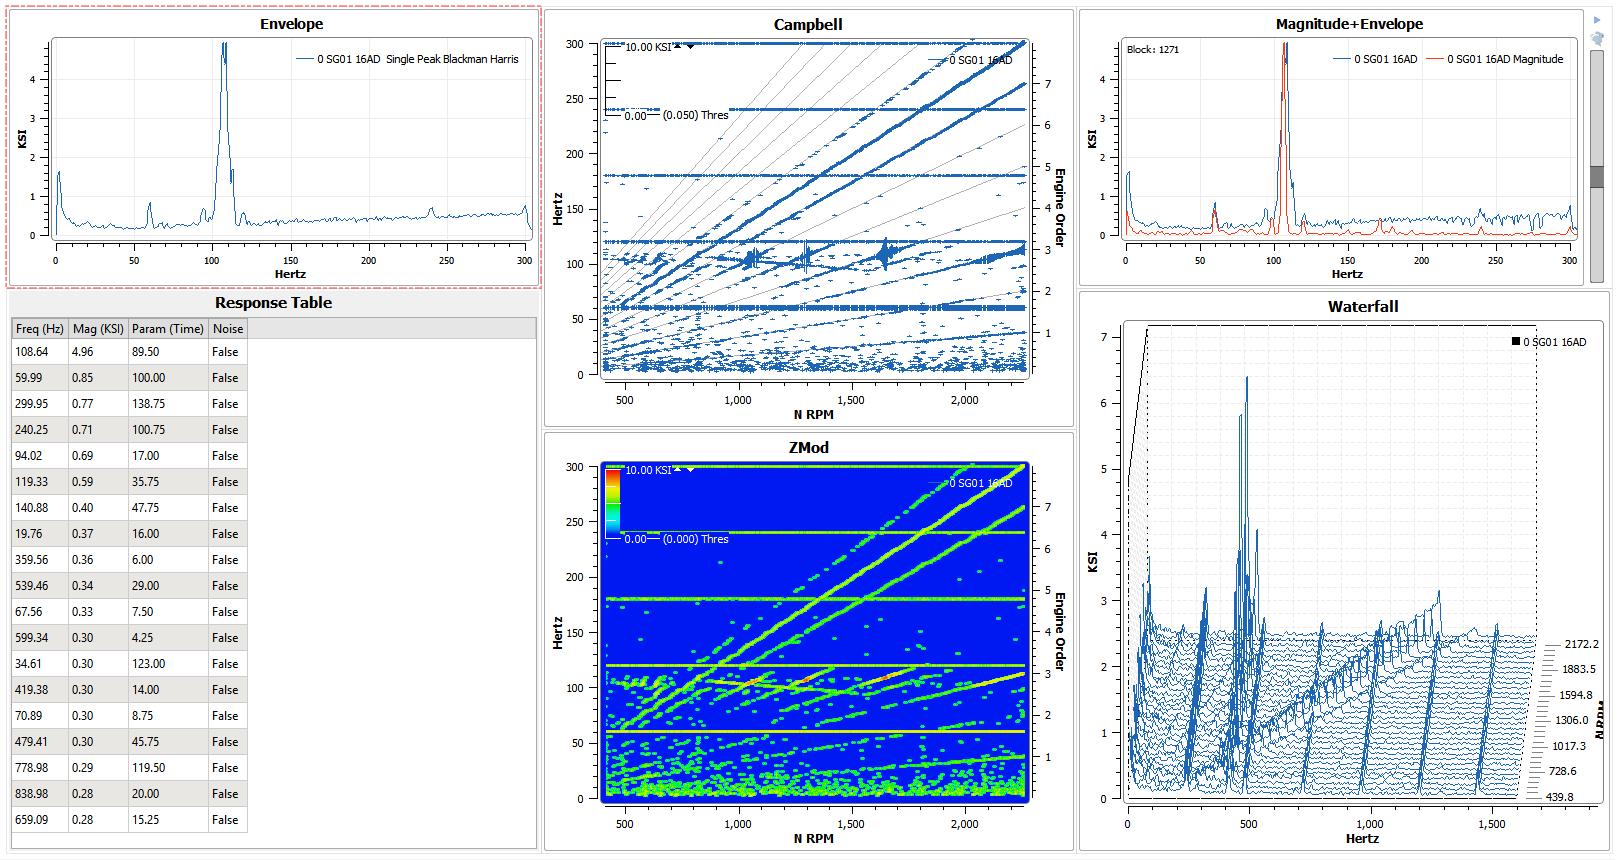 Envelope
0 SG01 16AD Single Peak Blackman Harris
4
3
2
1
0
KSI
0 50 100 150 200 250 300
Hertz
Response Table
Freq (Hz) Mag (KSI) Param (Time) Noise
108.64 4.96 89.50 False
59.99 0.85 100.00 False
299.95 0.77 138.75 False
240.25 0.71 100.75 False
94.02 0.69 17.00 False
119.33 0.59 35.75 False
140.88 0.40 47.75 False
19.76 0.37 16.00 False
359.56 0.36 6.00 False
539.46 0.34 29.00 False
67.56 0.33 7.50 False
599.34 0.30 4.25 False
34.61 0.30 123.00 False
419.38 0.30 14.00 False
70.89 0.30 8.75 False
479.41 0.30 45.75 False
778.98 0.29 119.50 False
838.98 0.28 20.00 False
659.09 0.28 15.25 False
Campbell
10.00 KSI
0.00 (0.050) Thres
0 SG01 16AD
300
250
200
150
100
50
0
Hertz
7
6
5
4
3
2
1
Engine Order
500 1,000 1,500 2,000
N RPM
ZMod
10.00 KSI
0.00 (0.000) Thres
0 SG01 16AD
300
250
200
150
100
50
0
Hertz
7
6
5
4
3
2
1
Engine Order
500 1,000 1,500 2,000
N RPM
Magnitude+Envelope
Block: 1271
0 SG01 16AD 0 SG01 16AD Magnitude
4
3
2
1
0
KSI
0 50 100 150 200 250 300
Hertz
Waterfall
0 SG01 16AD
7
6
5
4
3
2
1
0
KSI
2172.2
1883.5
1594.8
1306.0
1017.3
728.6
439.8
N RPM
0 500 1,000 1,500
Hertz